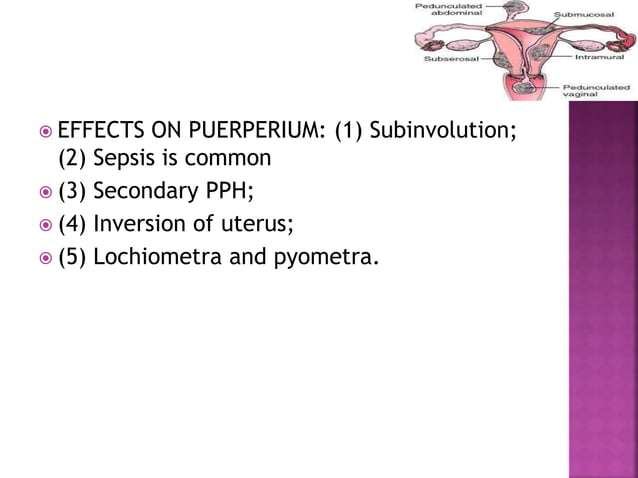 Pedunculated
abdominal
Submucosal
Subserosal
Intramural
Pedunculated
vaginal
EFFECTS ON PUERPERIUM: (1) Subinvolution;
(2) Sepsis is common
(3) Secondary PPH;
(4) Inversion of uterus;
(5) Lochiometra and pyometra.